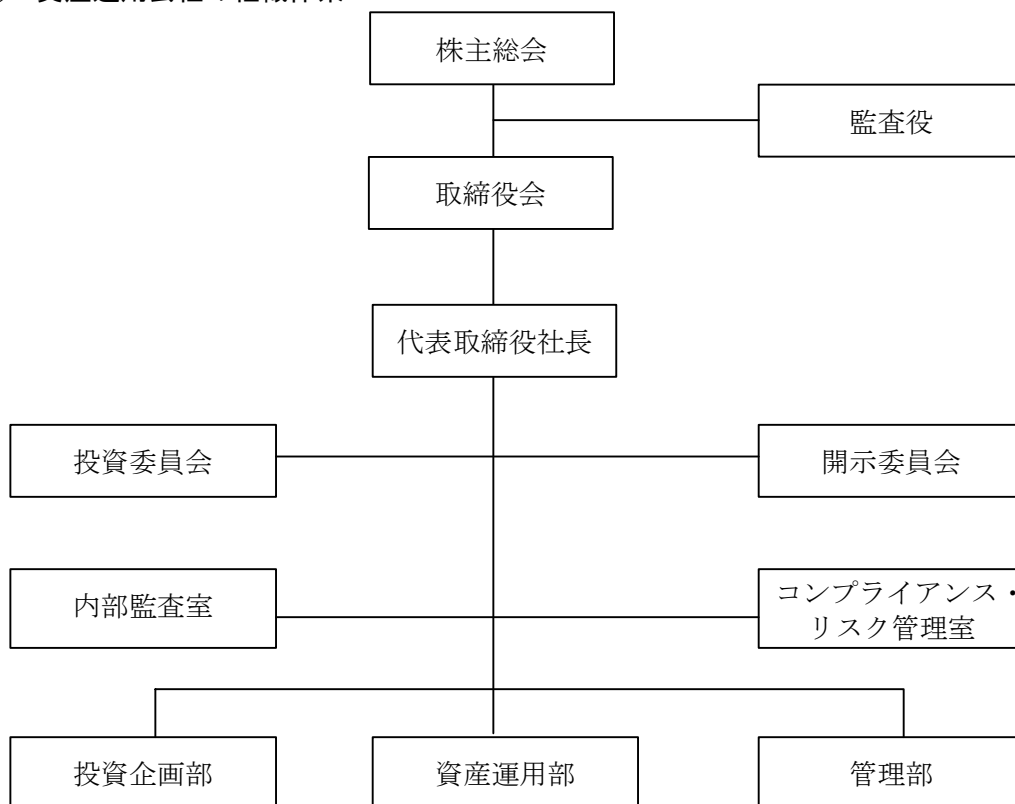 株主総会
監査役
取締役会
代表取締役社長
投資委員会
開示委員会
内部監査室
コンプライアンス・
リスク管理室
投資企画部
資産運用部
管理部